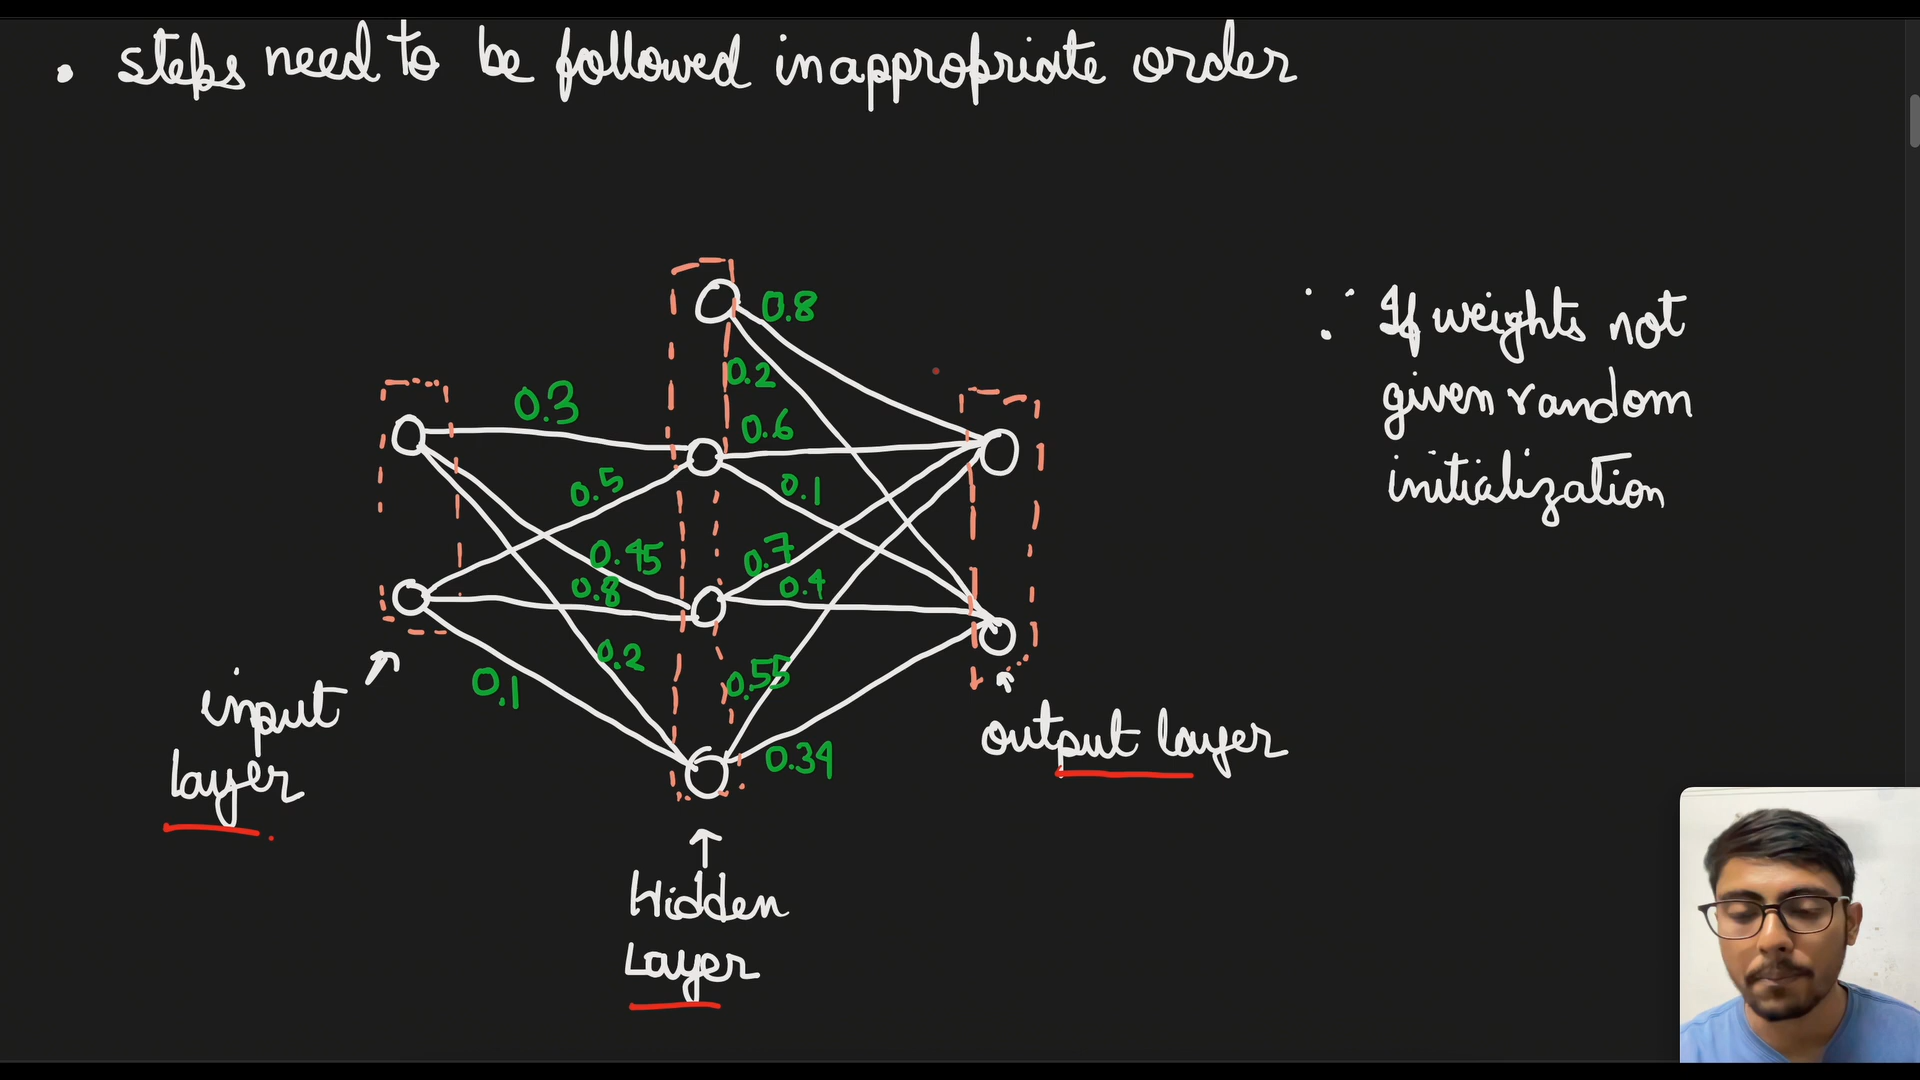 • steps need to be followed inappropriate order
0.8
0.2
0.3
0.6
0.5
0.1
0.45
0.7
0.8
0.4
0.2
0.1
0.55
0.34
input
layer
Hidden
Layer
output layer
∵ If weights not
given random
initialization